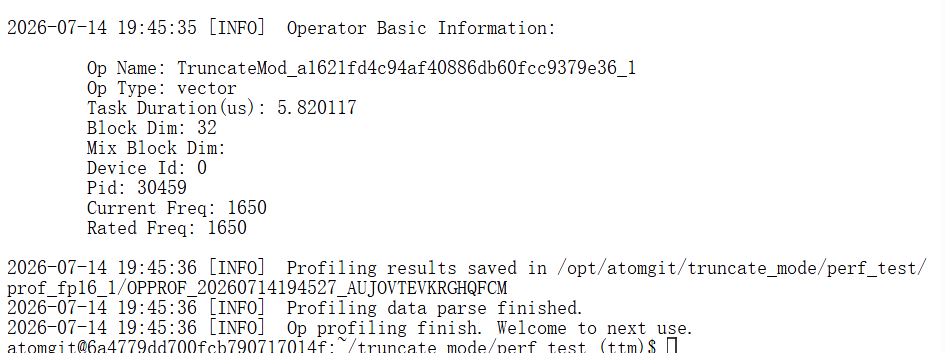 2026-07-14 19:45:35 [INFO]  Operator Basic Information:
Op Name: TruncateMod_a1621fd4c94af40886db60fcc9379e36_1
Op Type: vector
Task Duration(us): 5.820117
Block Dim: 32
Mix Block Dim:
Device Id: 0
Pid: 30459
Current Freq: 1650
Rated Freq: 1650
2026-07-14 19:45:36 [INFO]  Profiling results saved in /opt/atomgit/truncate_mode/perf_test/
prof_fp16_1/OPPROF_20260714194527_AUJOVTEVKRGHQFCM
2026-07-14 19:45:36 [INFO]  Profiling data parse finished.
2026-07-14 19:45:36 [INFO]  Op profiling finish. Welcome to next use.
atomgit@6a4779dd700fcb790717014f:~/truncate_mode/perf_test (ttm)$